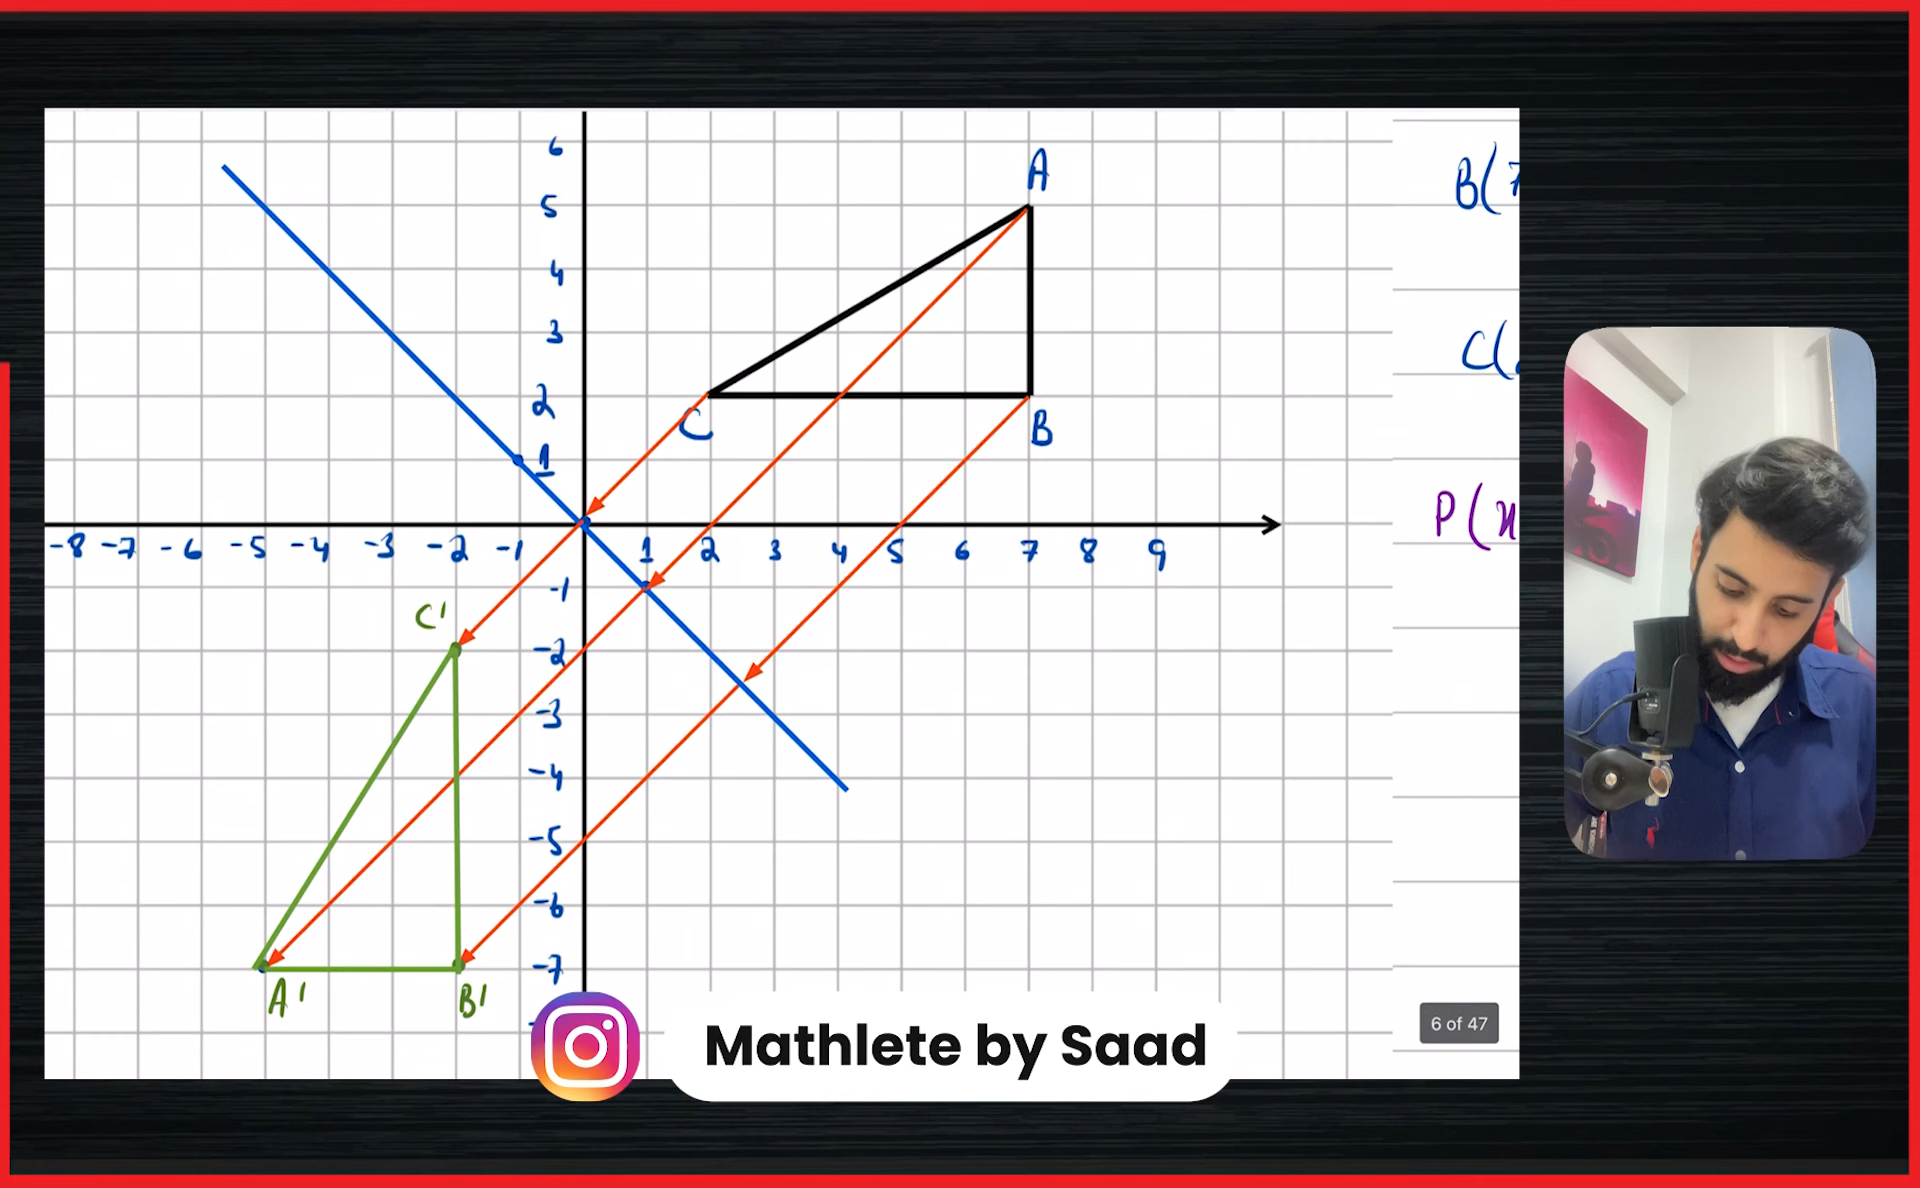 6
A
5
4
3
2
C
B
1
-8 -7 -6 -5 -4 -3 -2 -1 1 2 3 4 5 6 7 8 9
-1
C'
-2
-3
-4
-5
-6
-7
A' B'
B(7
C(
P(x
6 of 47
Mathlete by Saad